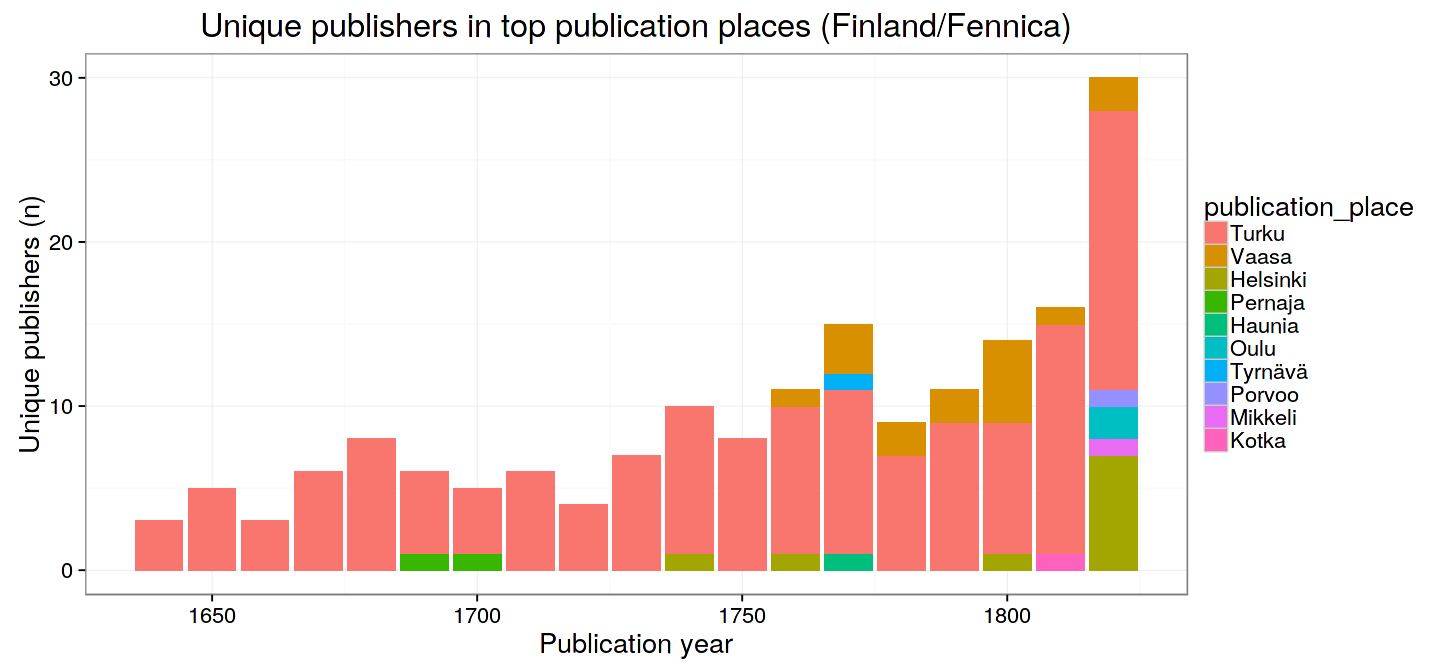 Unique publishers in top publication places (Finland/Fennica)
Unique publishers (n)
30
20
10
0
1650
1700
1750
1800
Publication year
publication_place
Turku
Vaasa
Helsinki
Pernaja
Haunia
Oulu
Tyrnävä
Porvoo
Mikkeli
Kotka